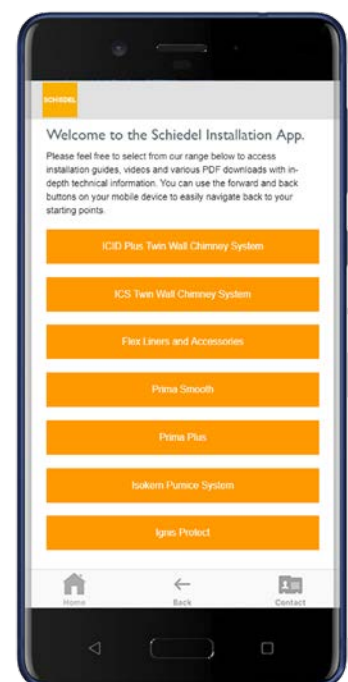 SCHIEDEL
Welcome to the Schiedel Installation App.
Please feel free to select from our range below to access
installation guides, videos and various PDF downloads with in-
depth technical information. You can use the forward and back
buttons on your mobile device to easily navigate back to your
starting points.
ICID Plus Twin Wall Chimney System
ICS Twin Wall Chimney System
Flex Liners and Accessories
Prima Smooth
Prima Plus
Isokern Pumice System
Ignis Protect
Home
Back
Contact